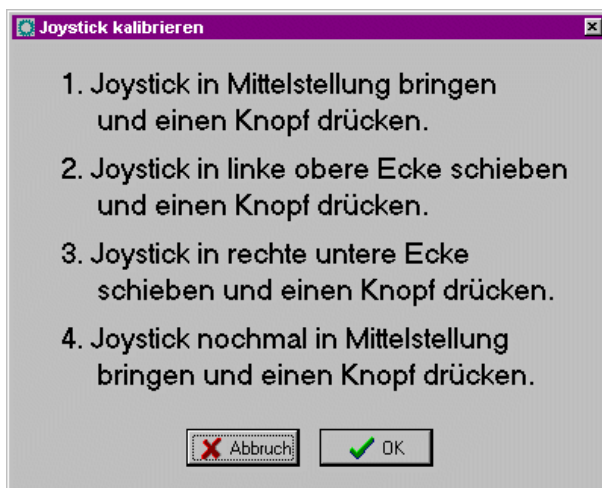 Joystick kalibrieren
1. Joystick in Mittelstellung bringen
und einen Knopf drücken.
2. Joystick in linke obere Ecke schieben
und einen Knopf drücken.
3. Joystick in rechte untere Ecke
schieben und einen Knopf drücken.
4. Joystick nochmal in Mittelstellung
bringen und einen Knopf drücken.
Abbruch OK